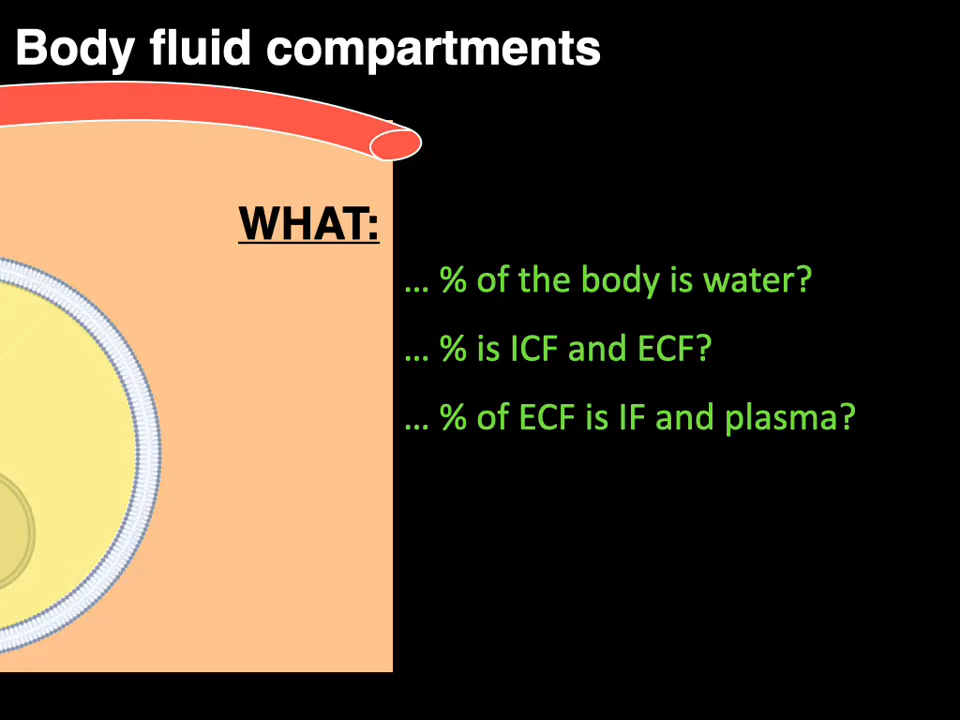 Body fluid compartments
WHAT:
... % of the body is water?
... % is ICF and ECF?
... % of ECF is IF and plasma?